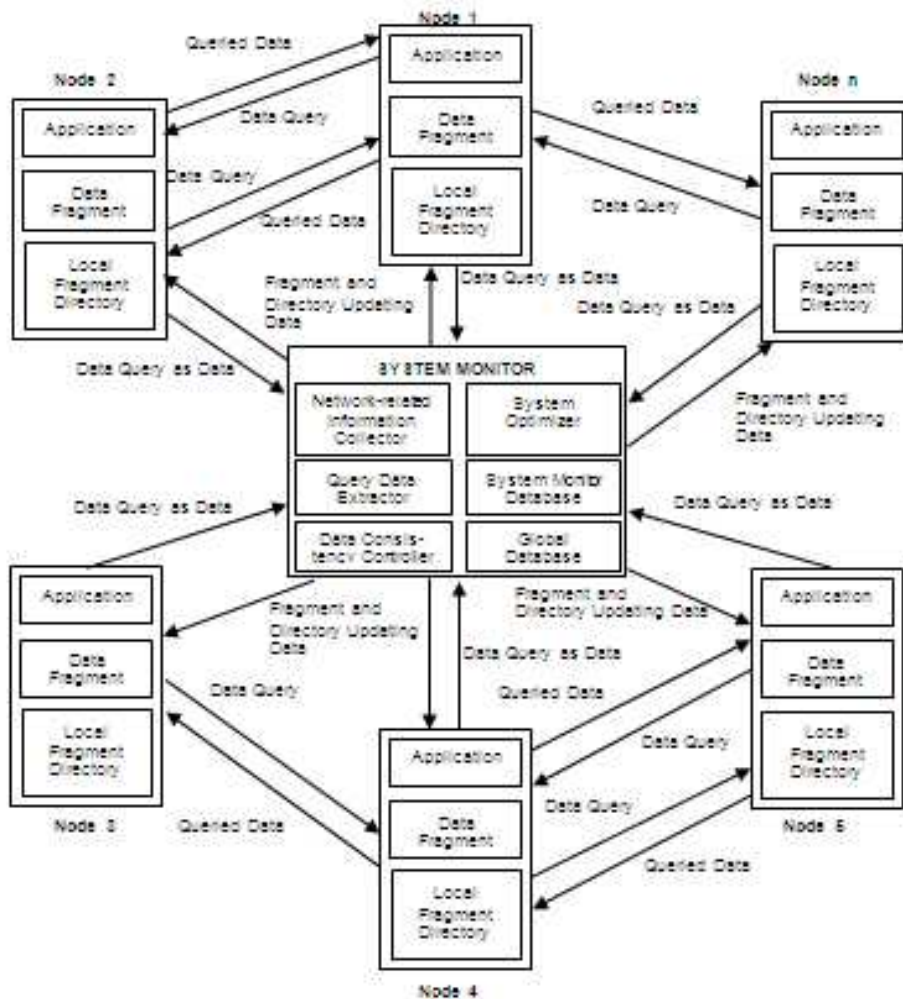 Node 1
Queried Data
Application
Node 2
Node n
Data Query
Queried Data
Application
Data
Fragment
Application
Data Query
Data
Fragment
Queried Data
Local
Fragment
Directory
Data Query
Data
Fragment
Local
Fragment
Directory
Fragment and
Directory Updating
Data
Data Query as Data
Data Query as Data
Local
Fragment
Directory
Data Query as Data
SYSTEM MONITOR
Network-related
Information
Collector
System
Optimizer
Fragment and
Directory Updating
Data
Query Data
Extractor
System Monitor
Database
Data Query as Data
Data Query as Data
Data Consis-
tency Controller
Global
Database
Application
Fragment and
Directory Updating
Data
Fragment and
Directory Updating Data
Application
Data
Fragment
Data Query as Data
Data
Fragment
Data Query
Queried Data
Local
Fragment
Directory
Application
Data Query
Local
Fragment
Directory
Node 3
Queried Data
Data
Fragment
Data Query
Node 5
Queried Data
Local
Fragment
Directory
Node 4